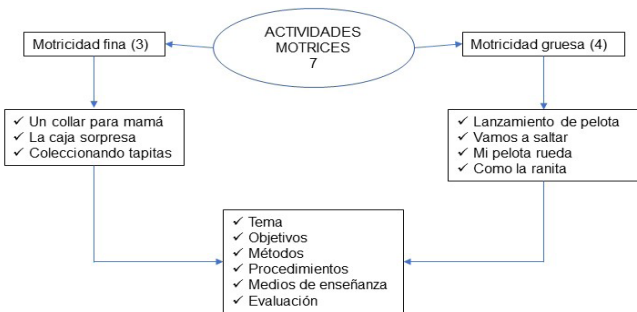 ACTIVIDADES
MOTRICES
7
Motricidad fina (3)
Motricidad gruesa (4)
✓ Un collar para mamá
✓ La caja sorpresa
✓ Coleccionando tapitas
✓ Lanzamiento de pelota
✓ Vamos a saltar
✓ Mi pelota rueda
✓ Como la ranita
✓ Tema
✓ Objetivos
✓ Métodos
✓ Procedimientos
✓ Medios de enseñanza
✓ Evaluación